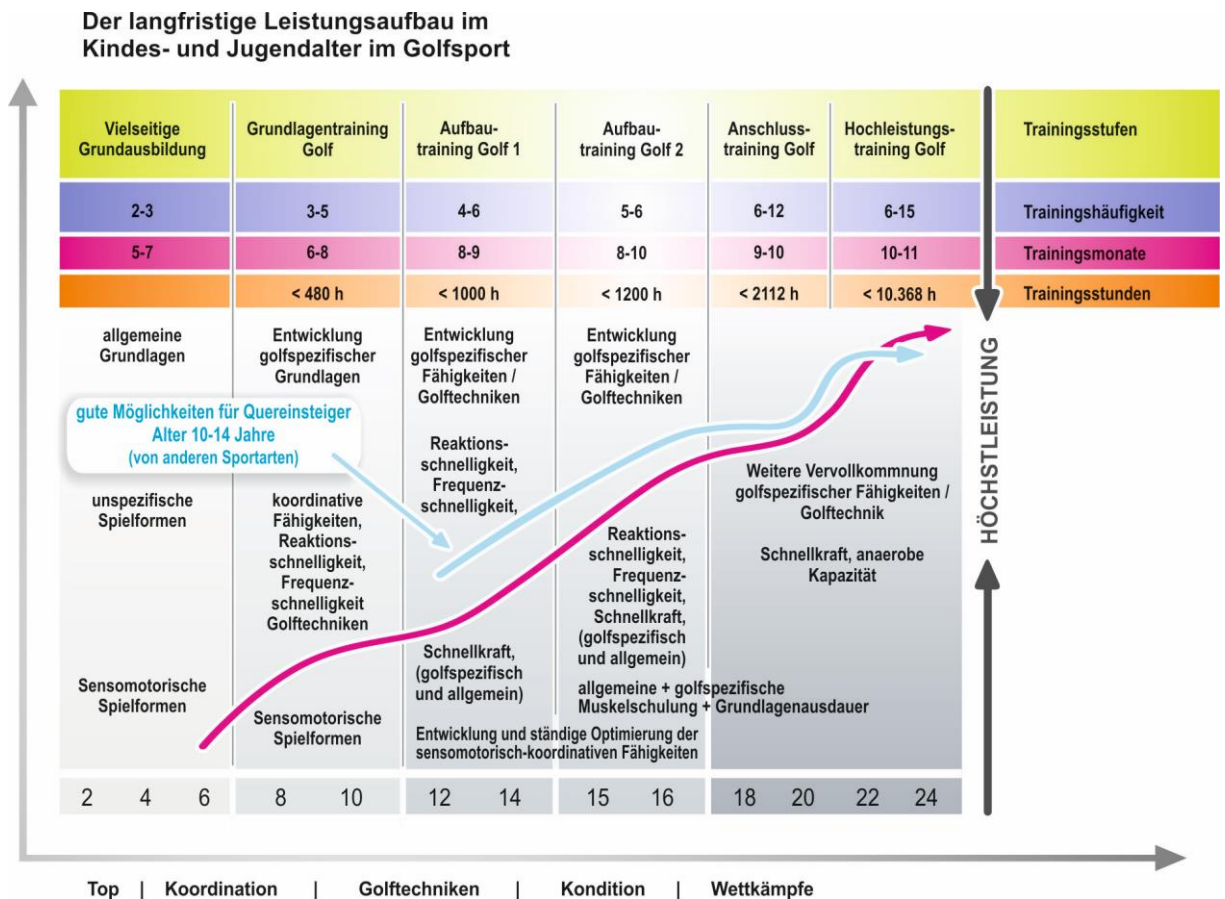 Der langfristige Leistungsaufbau im
Kindes- und Jugendalter im Golfsport
Vielseitige
Grundausbildung
Grundlagentraining
Golf
Aufbau-
training Golf 1
Aufbau-
training Golf 2
Anschluss-
training Golf
Hochleistungs-
training Golf
Trainingsstufen
2-3
3-5
4-6
5-6
6-12
6-15
Trainingshäufigkeit
5-7
6-8
8-9
8-10
9-10
10-11
Trainingsmonate
< 480 h
< 1000 h
< 1200 h
< 2112 h
< 10.368 h
Trainingsstunden
allgemeine
Grundlagen
gute Möglichkeiten für Quereinsteiger
Alter 10-14 Jahre
(von anderen Sportarten)
unspezifische
Spielformen
Sensomotorische
Spielformen
Entwicklung
golfspezifischer
Grundlagen
koordinative
Fähigkeiten,
Reaktions-
schnelligkeit,
Frequenz-
schnelligkeit
Golftechniken
Sensomotorische
Spielformen
Entwicklung
golfspezifischer
Fähigkeiten /
Golftechniken
Reaktions-
schnelligkeit,
Frequenz-
schnelligkeit,
Schnellkraft,
(golfspezifisch
und allgemein)
Entwicklung
golfspezifischer
Fähigkeiten /
Golftechniken
Reaktions-
schnelligkeit,
Frequenz-
schnelligkeit,
Schnellkraft,
(golfspezifisch
und allgemein)
allgemeine + golfspezifische
Muskelschulung + Grundlagenausdauer
Entwicklung und ständige Optimierung der
sensomotorisch-koordinativen Fähigkeiten
Weitere Vervollkommnung
golfspezifischer Fähigkeiten /
Golftechnik
Schnellkraft, anaerobe
Kapazität
HÖCHSTLEISTUNG
2 4 6 8 10 12 14 15 16 18 20 22 24
Top | Koordination | Golftechniken | Kondition | Wettkämpfe